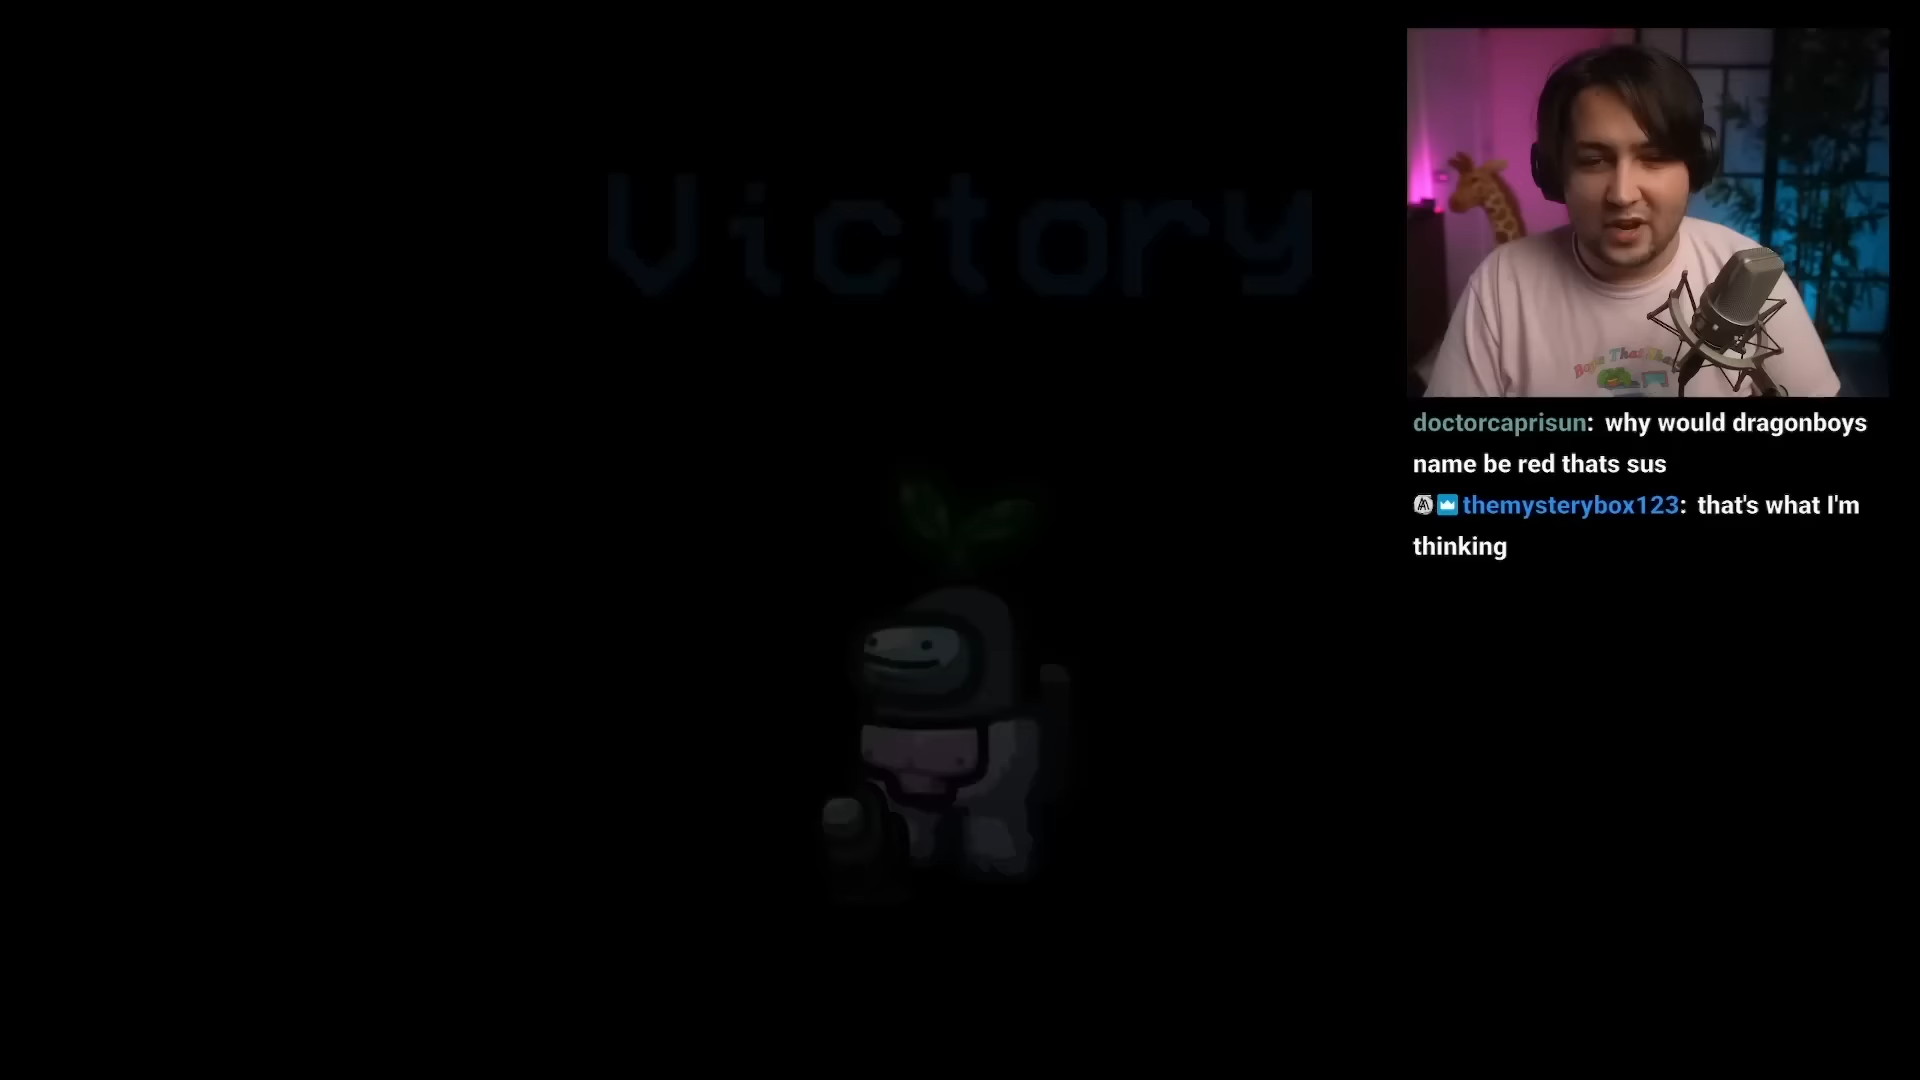 Victory
doctorcaprisun: why would dragonboys
name be red thats sus
themysterybox123: that's what I'm
thinking